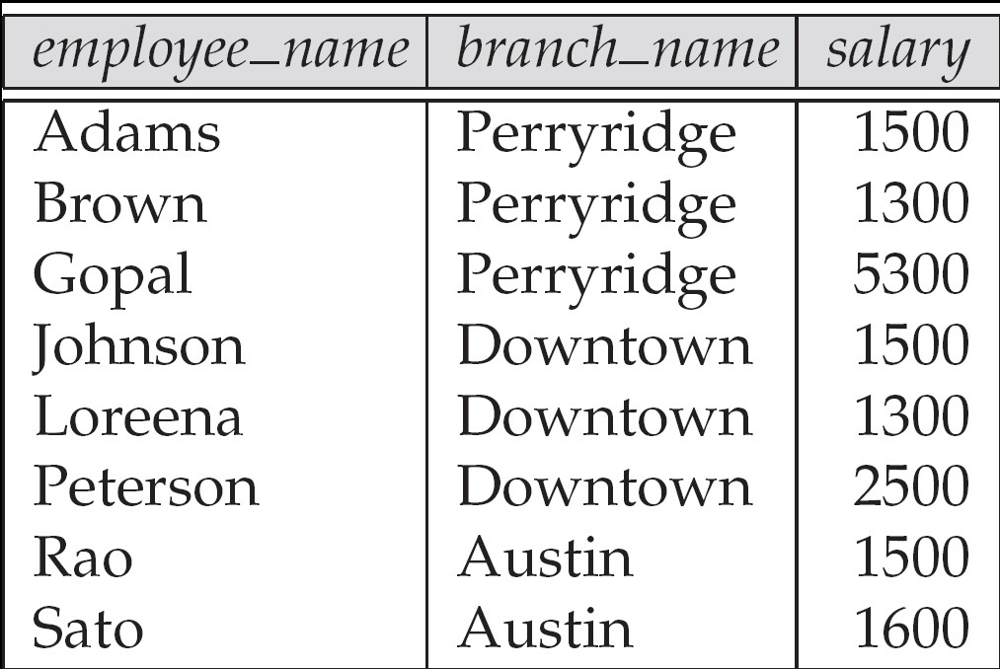 employee_name branch_name salary
Adams Perryridge 1500
Brown Perryridge 1300
Gopal Perryridge 5300
Johnson Downtown 1500
Loreena Downtown 1300
Peterson Downtown 2500
Rao Austin 1500
Sato Austin 1600